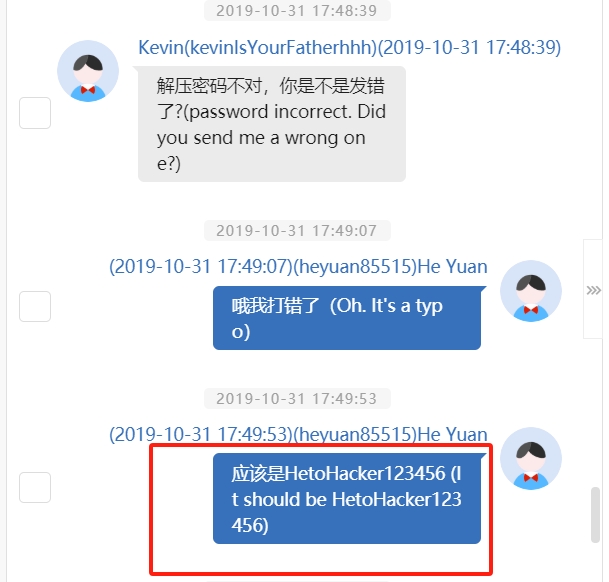 2019-10-31 17:48:39
Kevin(kevinIsYourFatherhhh)(2019-10-31 17:48:39)
解压密码不对，你是不是发错
了?(password incorrect. Did
you send me a wrong on
e?)
2019-10-31 17:49:07
(2019-10-31 17:49:07)(heyuan85515)He Yuan
哦我打错了（Oh. It's a typ
o）
2019-10-31 17:49:53
(2019-10-31 17:49:53)(heyuan85515)He Yuan
应该是HetoHacker123456 (I
t should be HetoHacker123
456)